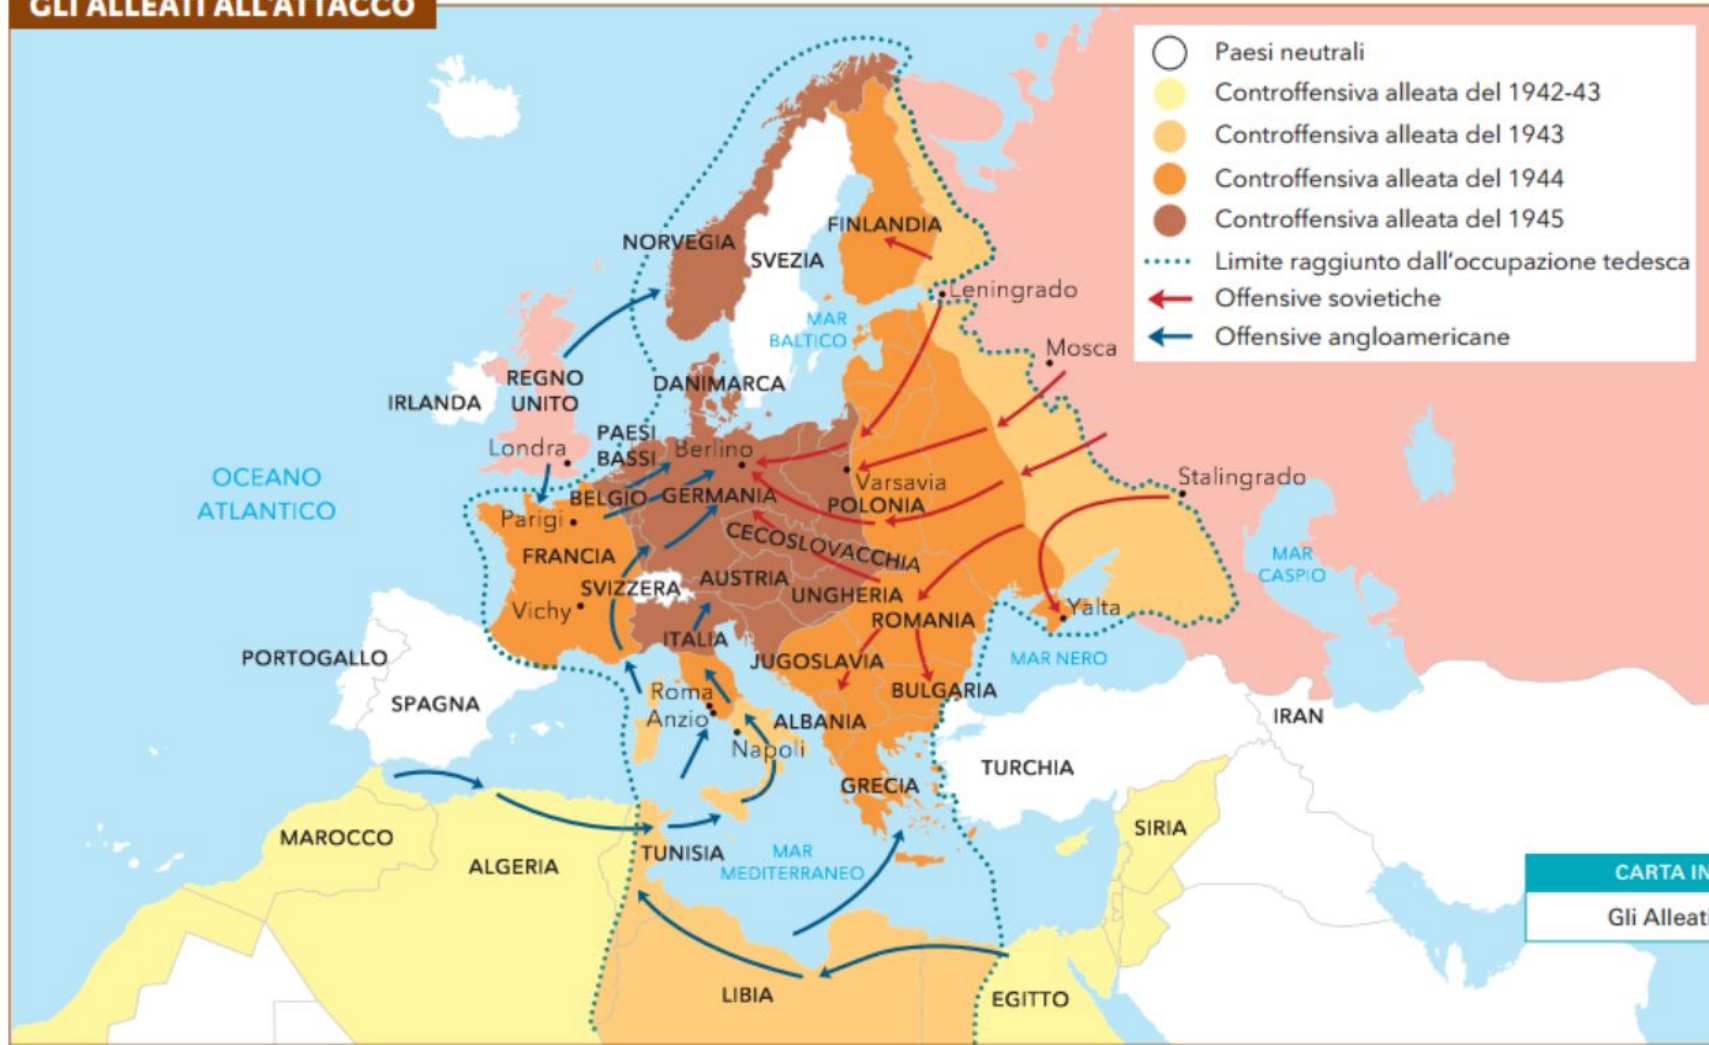 GLI ALLEATI ALL'ATTACCO
Paesi neutrali
Controffensiva alleata del 1942-43
Controffensiva alleata del 1943
Controffensiva alleata del 1944
Controffensiva alleata del 1945
Limite raggiunto dall'occupazione tedesca
Offensive sovietiche
Offensive angloamericane
NORVEGIA
SVEZIA
FINLANDIA
Leningrado
MAR
BALTICO
Mosca
REGNO
UNITO
IRLANDA
DANIMARCA
Londra
PAESI
BASSI
Berlino
Varsavia
POLONIA
Stalingrado
OCEANO
ATLANTICO
BELGIO
GERMANIA
Parigi
CECOSLOVACCHIA
FRANCIA
SVIZZERA
AUSTRIA
UNGHERIA
MAR
CASPIO
Vichy
ROMANIA
Yalta
ITALIA
PORTOGALLO
JUGOSLAVIA
MAR NERO
SPAGNA
Roma
Anzio
BULGARIA
ALBANIA
Napoli
IRAN
TURCHIA
GRECIA
MAROCCO
ALGERIA
TUNISIA
MAR
MEDITERRANEO
SIRIA
LIBIA
EGITTO
CARTA IN
Gli Alleati